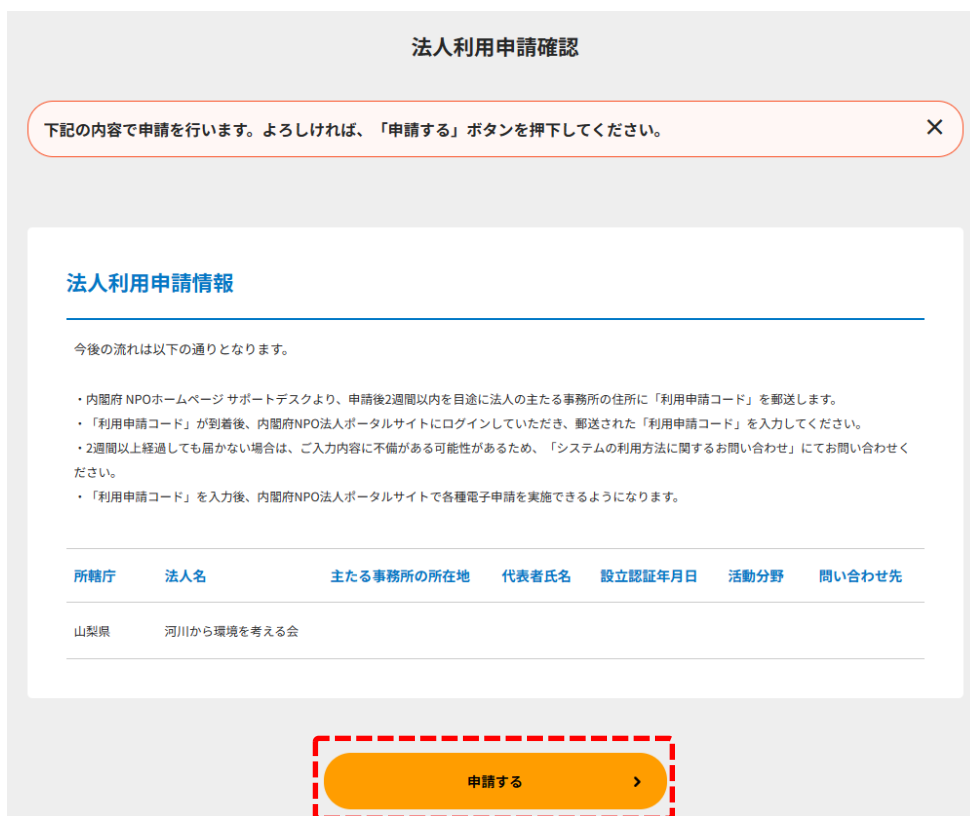 法人利用申請確認
下記の内容で申請を行います。よろしければ、「申請する」ボタンを押下してください。
法人利用申請情報
今後の流れは以下の通りとなります。
・内閣府 NPOホームページ サポートデスクより、申請後2週間以内を目途に法人の主たる事務所の住所に「利用申請コード」を郵送します。
・「利用申請コード」が到着後、内閣府NPO法人ポータルサイトにログインしていただき、郵送された「利用申請コード」を入力してください。
・2週間以上経過しても届かない場合は、ご入力内容に不備がある可能性があるため、「システムの利用方法に関するお問い合わせ」にてお問い合わせく
ださい。
・「利用申請コード」を入力後、内閣府NPO法人ポータルサイトで各種電子申請を実施できるようになります。
所轄庁 法人名 主たる事務所の所在地 代表者氏名 設立認証年月日 活動分野 問い合わせ先
山梨県 河川から環境を考える会
申請する